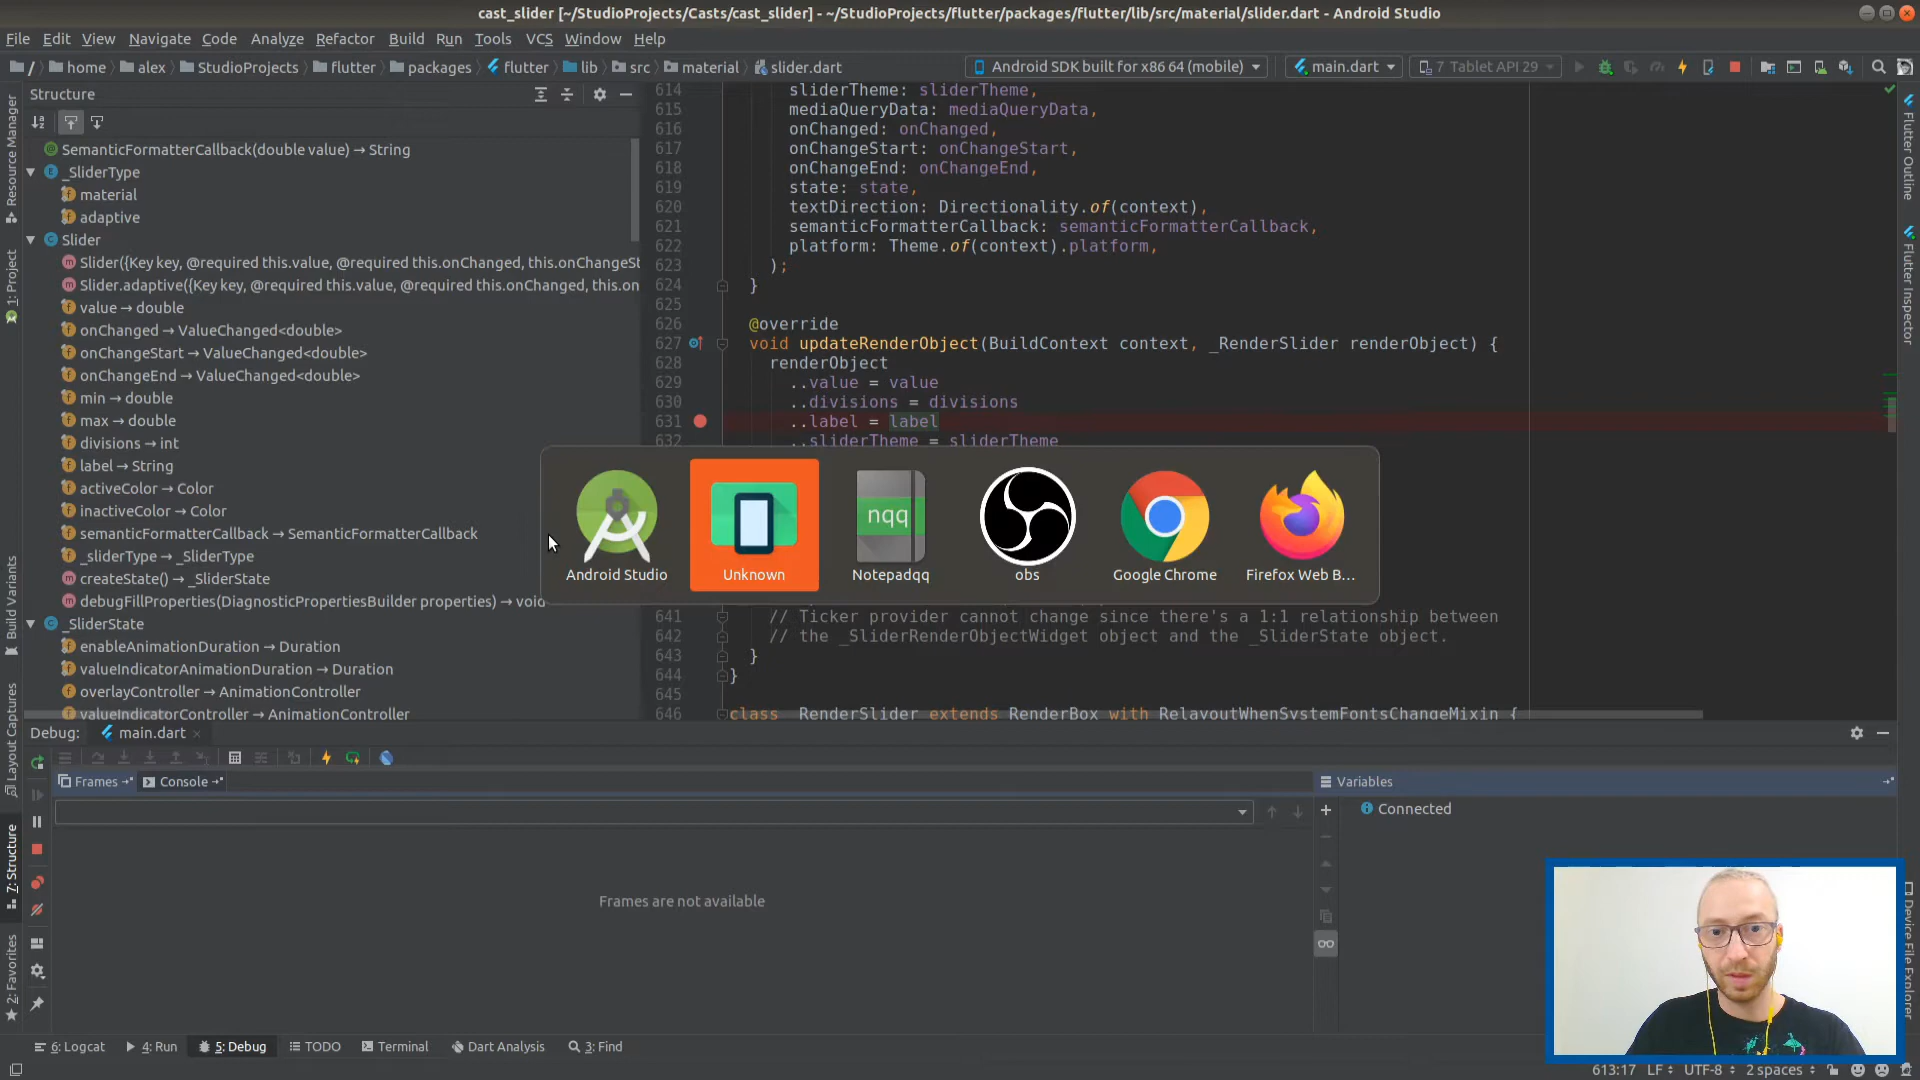 cast_slider [~/StudioProjects/Casts/cast_slider] - ~/StudioProjects/flutter/packages/flutter/lib/src/material/slider.dart - Android Studio
File Edit View Navigate Code Analyze Refactor Build Run Tools VCS Window Help
/ home alex StudioProjects flutter packages flutter lib src material slider.dart
Android SDK built for x86 64 (mobile) main.dart 7 Tablet API 29
Structure
SemanticFormatterCallback(double value) → String
_SliderType
material
adaptive
Slider
Slider({Key key, @required this.value, @required this.onChanged, this.onChangeSt
Slider.adaptive({Key key, @required this.value, @required this.onChanged, this.on
value → double
onChanged → ValueChanged<double>
onChangeStart → ValueChanged<double>
onChangeEnd → ValueChanged<double>
min → double
max → double
divisions → int
label → String
activeColor → Color
inactiveColor → Color
semanticFormatterCallback → SemanticFormatterCallback
_sliderType → _SliderType
createState() → _SliderState
debugFillProperties(DiagnosticPropertiesBuilder properties) → void
_SliderState
enableAnimationDuration → Duration
valueIndicatorAnimationDuration → Duration
overlayController → AnimationController
valueIndicatorController → AnimationController
614 sliderTheme: sliderTheme,
615 mediaQueryData: mediaQueryData,
616 onChanged: onChanged,
617 onChangeStart: onChangeStart,
618 onChangeEnd: onChangeEnd,
619 state: state,
620 textDirection: Directionality.of(context),
621 semanticFormatterCallback: semanticFormatterCallback,
622 platform: Theme.of(context).platform,
623 );
624 }
625
626 @override
627 void updateRenderObject(BuildContext context, _RenderSlider renderObject) {
628 renderObject
629 ..value = value
630 ..divisions = divisions
631 ..label = label
632 ..sliderTheme = sliderTheme
641 // Ticker provider cannot change since there's a 1:1 relationship between
642 // the _SliderRenderObjectWidget object and the _SliderState object.
643 }
644 }
645
646 class _RenderSlider extends RenderBox with RelayoutWhenSystemFontsChangeMixin {
nqq
Android Studio Unknown Notepadqq obs Google Chrome Firefox Web B...
Debug: main.dart
Frames Console
Variables
Connected
Frames are not available
Resource Manager
1: Project
Build Variants
Layout Captures
7: Structure
2: Favorites
Flutter Outline
Flutter Inspector
Device File Explorer
6: Logcat 4: Run 5: Debug TODO Terminal Dart Analysis 3: Find
613:17 LF UTF-8 2 spaces